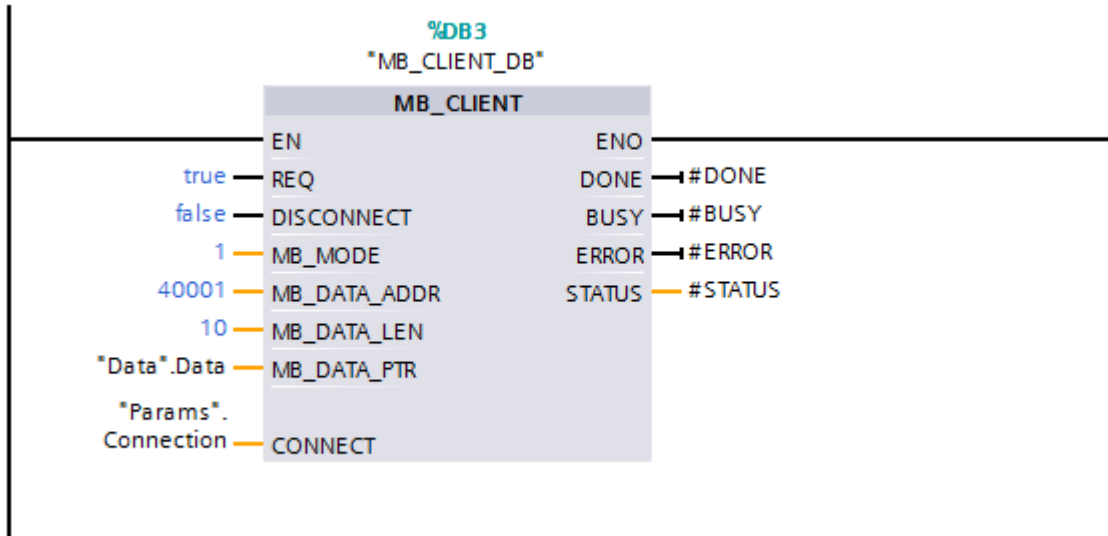 %DB3
"MB_CLIENT_DB"
MB_CLIENT
EN ENO
true REQ DONE #DONE
false DISCONNECT BUSY #BUSY
1 MB_MODE ERROR #ERROR
40001 MB_DATA_ADDR STATUS #STATUS
10 MB_DATA_LEN
"Data".Data MB_DATA_PTR
"Params".
Connection CONNECT